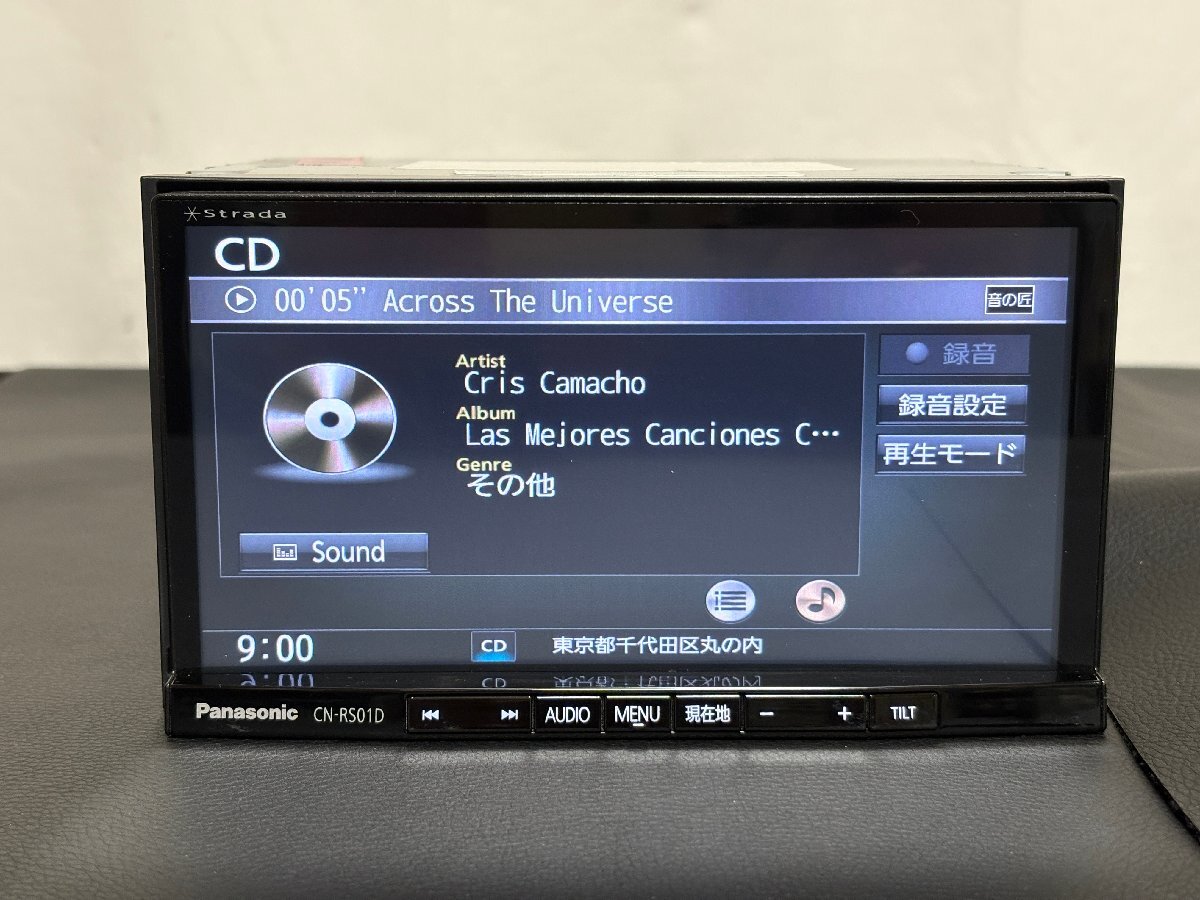 Strada
CD
00'05" Across The Universe
音の匠
Artist
Cris Camacho
Album
Las Mejores Canciones C…
Genre
その他
録音
録音設定
再生モード
Sound
9:00 CD 東京都千代田区丸の内
Panasonic CN-RS01D AUDIO MENU 現在地 − + TILT